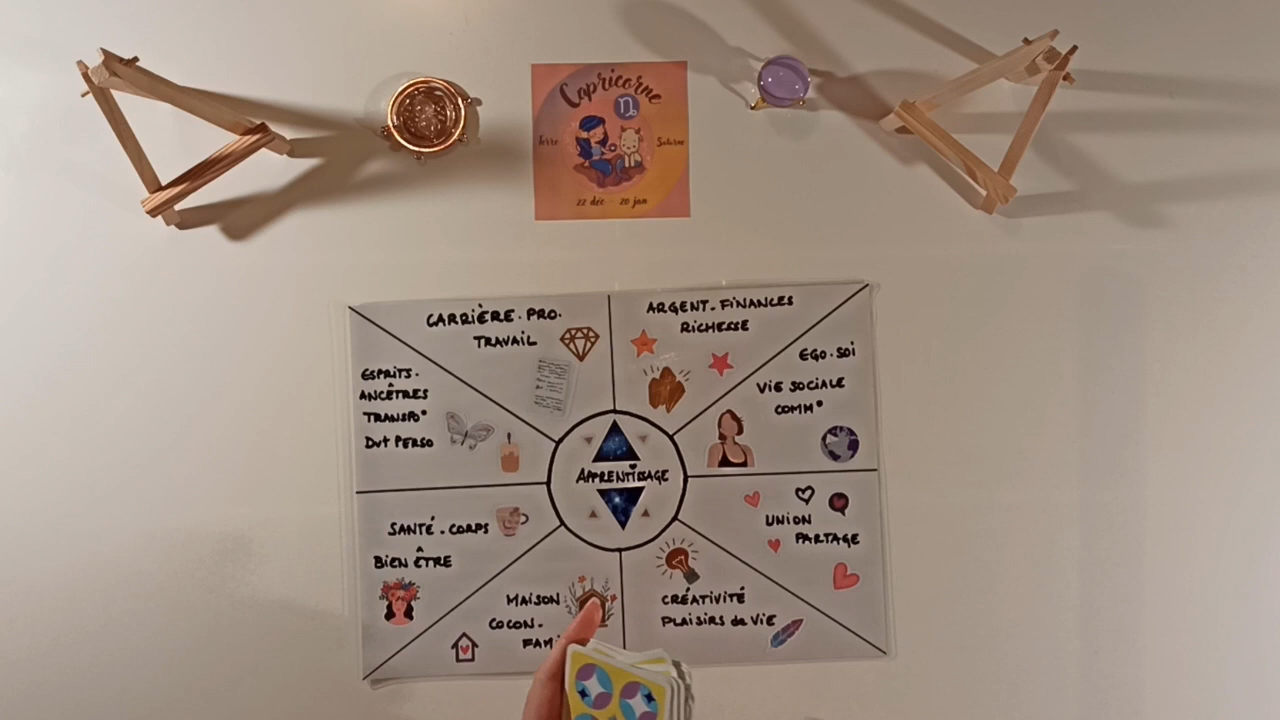 Capricorne
Terre
Saturne
22 déc - 20 jan
CARRIÈRE. PRO.
TRAVAIL
ARGENT. FINANCES
RICHESSE
EGO. SOI
VIE SOCIALE
COMM°
ESPRITS.
ANCÊTRES
TRANSPO°
DVT PERSO
APPRENTISSAGE
SANTÉ. CORPS
BIEN ÊTRE
UNION
PARTAGE
MAISON
COCON.
CRÉATIVITÉ
PLAISIRS de VIE